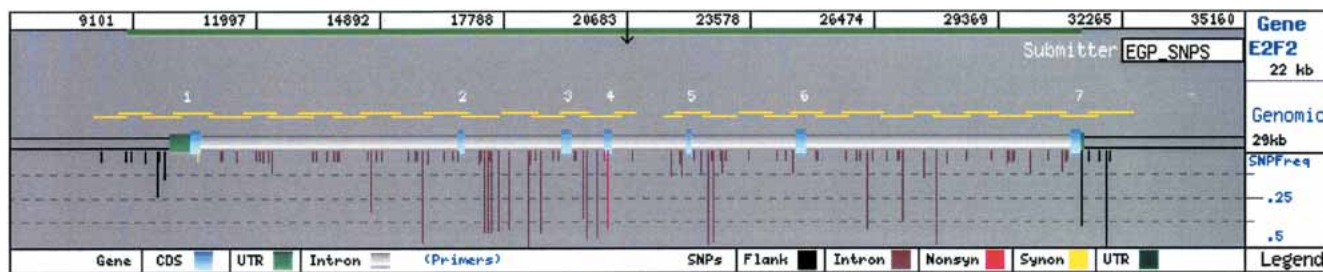 9101 11997 14892 17788 20683 23578 26474 29369 32265 35160 Gene
Submitter EGP_SNPS E2F2
22 kb
1 2 3 4 5 6 7
Genomic
29kb
SNPFreq
.25
.5
Gene CDS UTR Intron (Primers) SNPs Flank Intron Nonsyn Synon UTR Legend